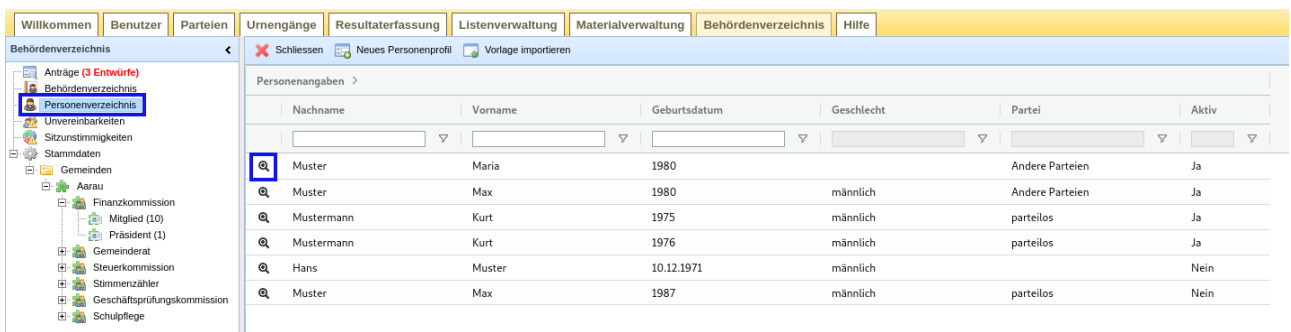 Willkommen Benutzer Parteien Urnengänge Resultaterfassung Listenverwaltung Materialverwaltung Behördenverzeichnis Hilfe
Behördenverzeichnis
Anträge (3 Entwürfe)
Behördenverzeichnis
Personenverzeichnis
Unvereinbarkeiten
Sitzunstimmigkeiten
Stammdaten
Gemeinden
Aarau
Finanzkommission
Mitglied (10)
Präsident (1)
Gemeinderat
Steuerkommission
Stimmenzähler
Geschäftsprüfungskommission
Schulpflege
Schliessen Neues Personenprofil Vorlage importieren
Personenangaben >
Nachname Vorname Geburtsdatum Geschlecht Partei Aktiv
Muster Maria 1980 Andere Parteien Ja
Muster Max 1980 männlich Andere Parteien Ja
Mustermann Kurt 1975 männlich parteilos Ja
Mustermann Kurt 1976 männlich parteilos Ja
Hans Muster 10.12.1971 männlich Nein
Muster Max 1987 männlich parteilos Nein